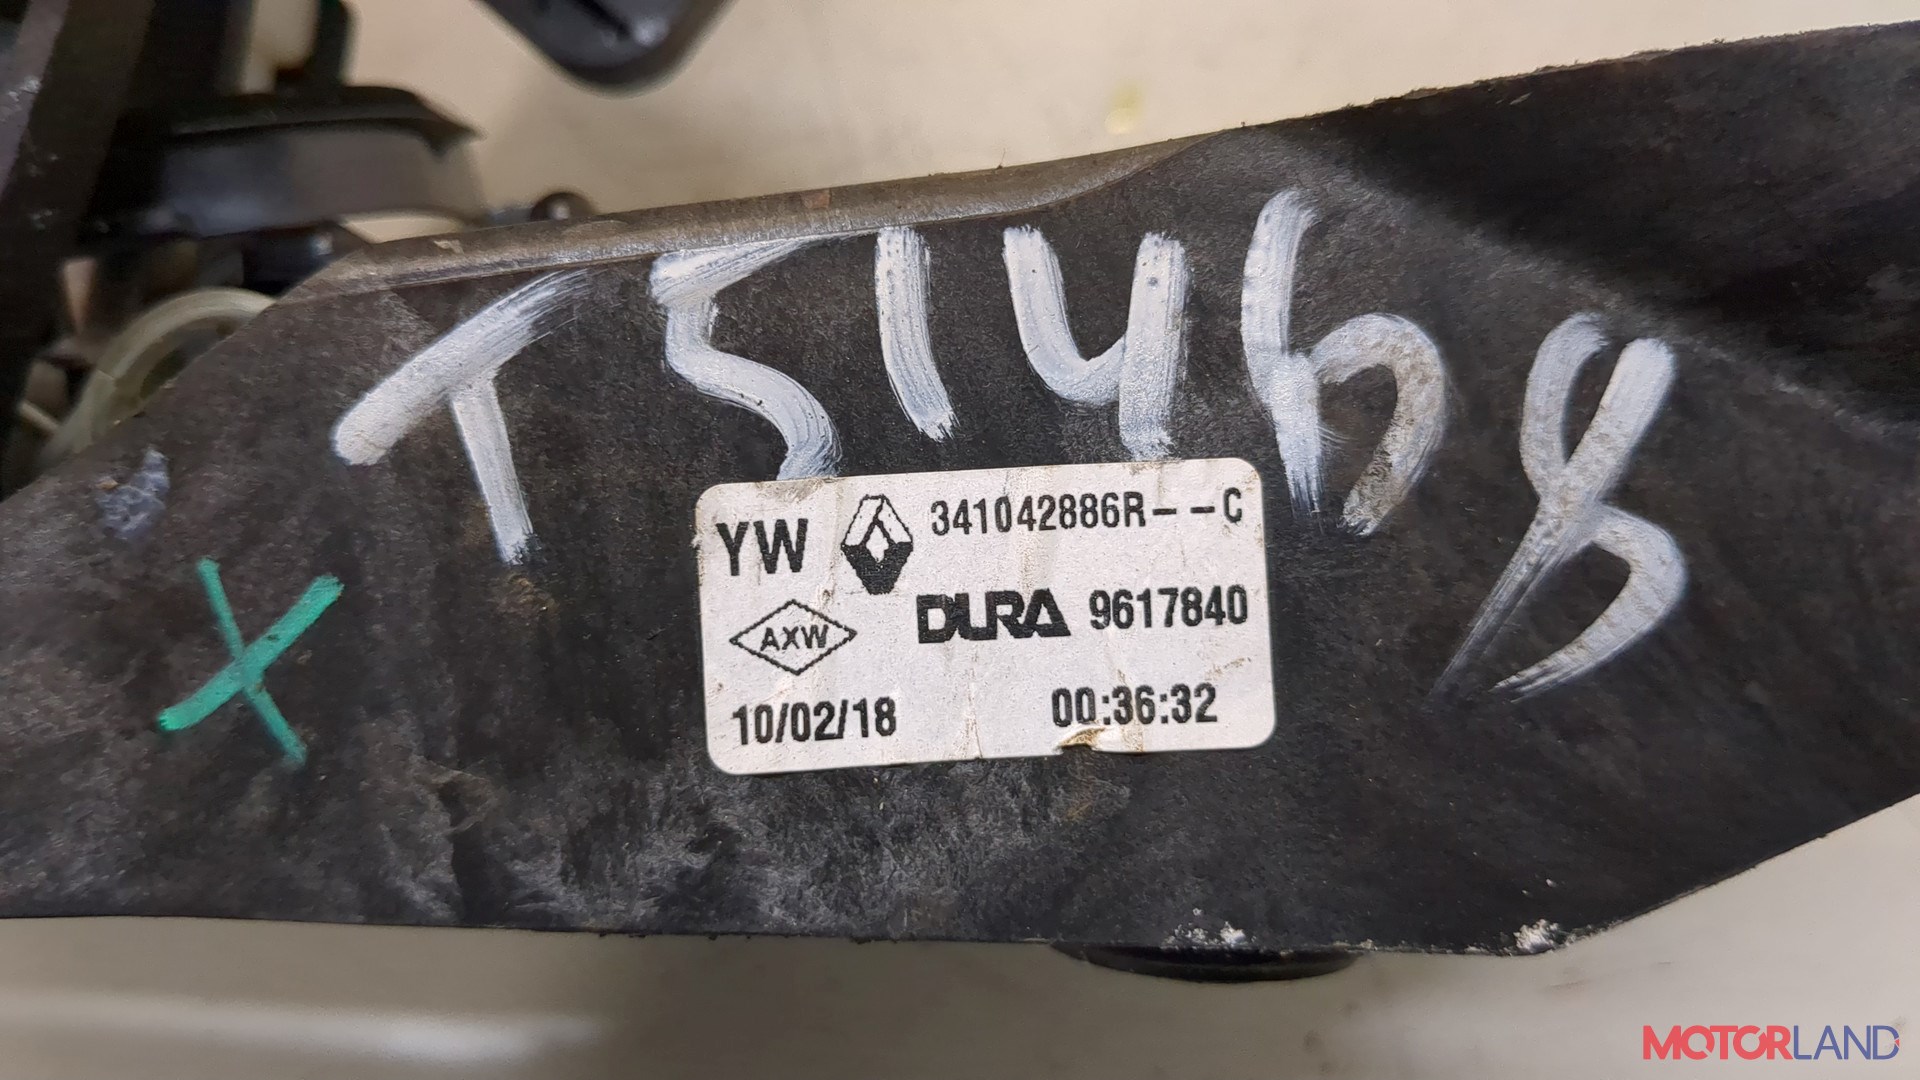 T51468
YW 341042886R--C
AXW DURA 9617840
10/02/18 00:36:32
MOTORLAND